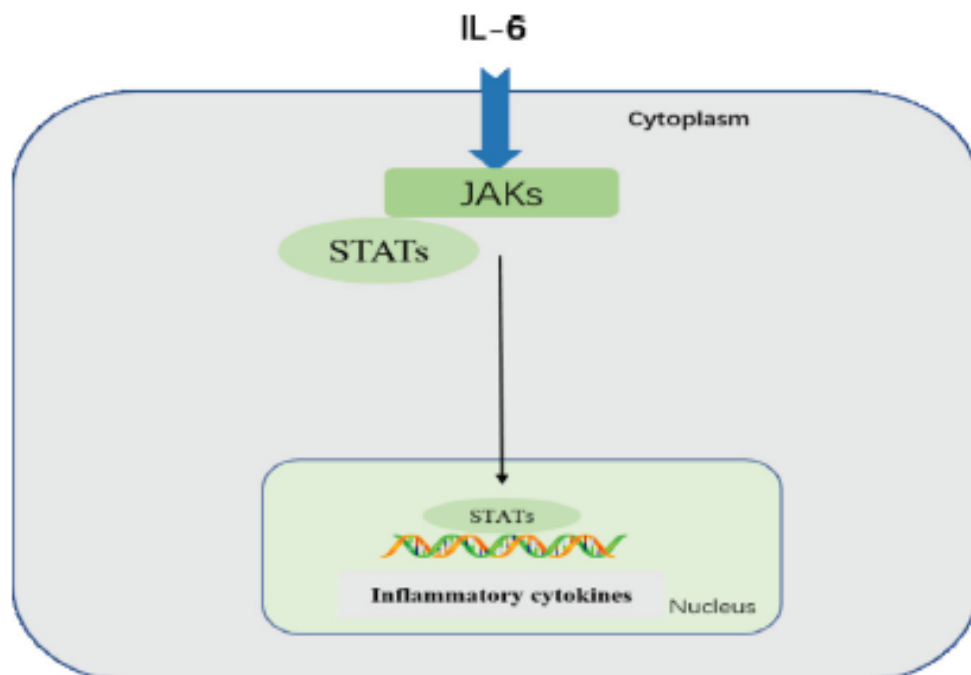 IL-6
Cytoplasm
JAKs
STATs
STATs
Inflammatory cytokines
Nucleus